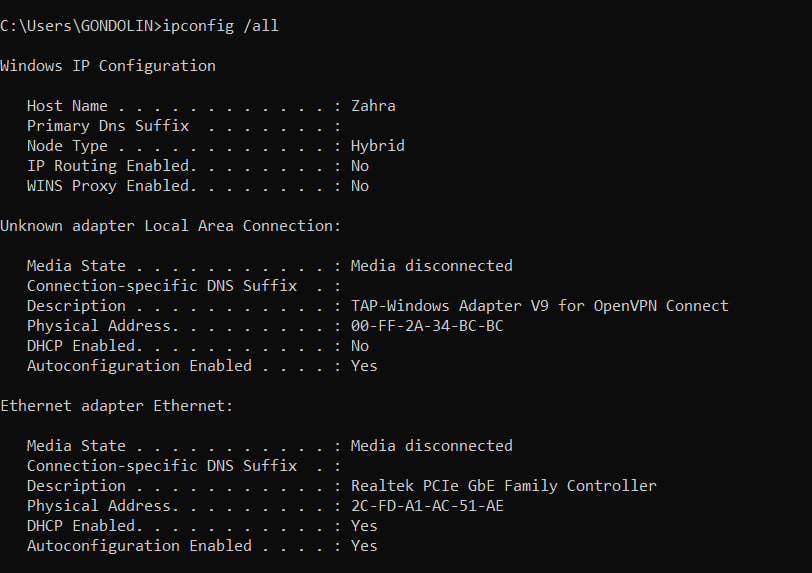 C:\Users\GONDOLIN>ipconfig /all
Windows IP Configuration
Host Name . . . . . . . . . . . . : Zahra
Primary Dns Suffix  . . . . . . . :
Node Type . . . . . . . . . . . . : Hybrid
IP Routing Enabled. . . . . . . . : No
WINS Proxy Enabled. . . . . . . . : No
Unknown adapter Local Area Connection:
Media State . . . . . . . . . . . : Media disconnected
Connection-specific DNS Suffix  . :
Description . . . . . . . . . . . : TAP-Windows Adapter V9 for OpenVPN Connect
Physical Address. . . . . . . . . : 00-FF-2A-34-BC-BC
DHCP Enabled. . . . . . . . . . . : No
Autoconfiguration Enabled . . . . : Yes
Ethernet adapter Ethernet:
Media State . . . . . . . . . . . : Media disconnected
Connection-specific DNS Suffix  . :
Description . . . . . . . . . . . : Realtek PCIe GbE Family Controller
Physical Address. . . . . . . . . : 2C-FD-A1-AC-51-AE
DHCP Enabled. . . . . . . . . . . : Yes
Autoconfiguration Enabled . . . . : Yes